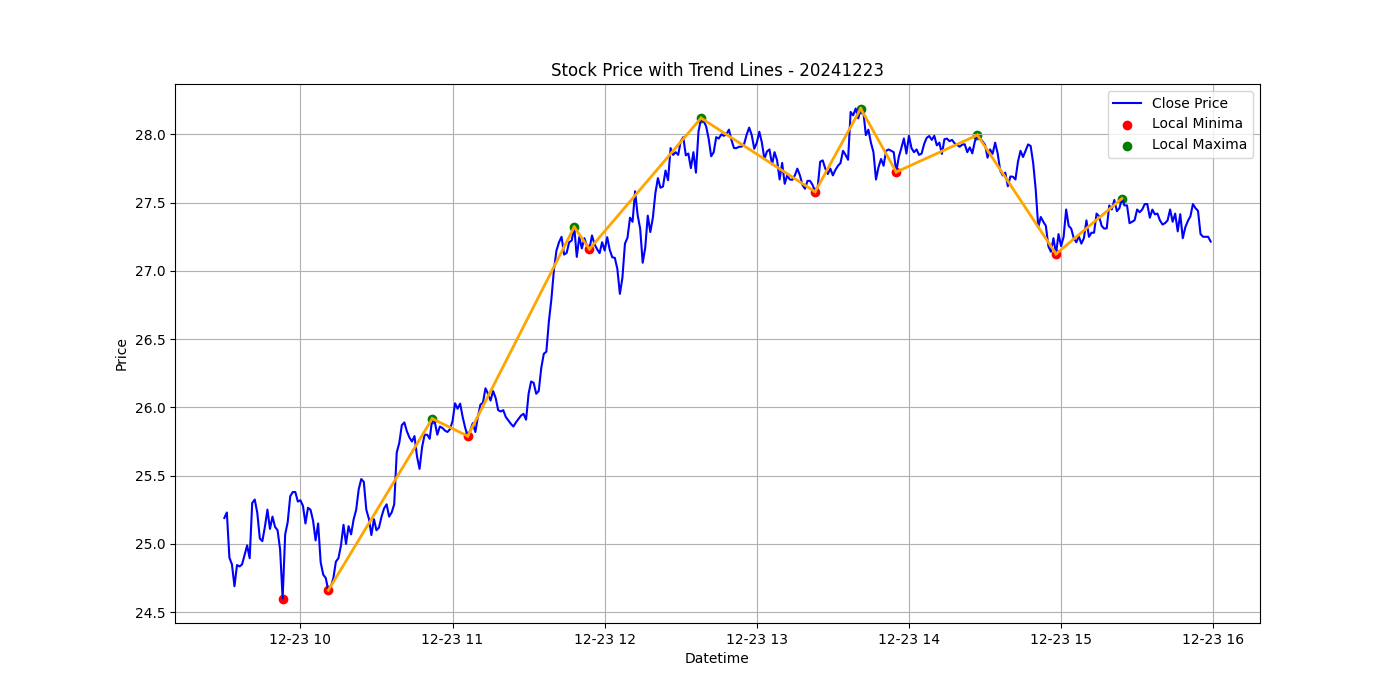 Stock Price with Trend Lines - 20241223
Close Price
Local Minima
Local Maxima
Price
28.0
27.5
27.0
26.5
26.0
25.5
25.0
24.5
12-23 10
12-23 11
12-23 12
12-23 13
12-23 14
12-23 15
12-23 16
Datetime